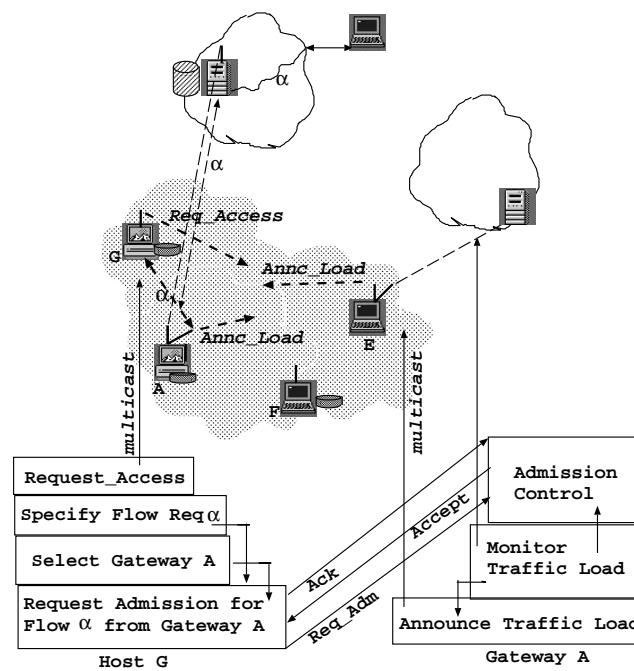 α
α
Req_Access
G
Annc_Load
α
Annc_Load
E
A
F
multicast
multicast
Request_Access
Specify Flow Req α
Select Gateway A
Request Admission for
Flow α from Gateway A
Host G
Ack
Accept
Req_Adm
Admission
Control
Monitor
Traffic Load
Announce Traffic Load
Gateway A